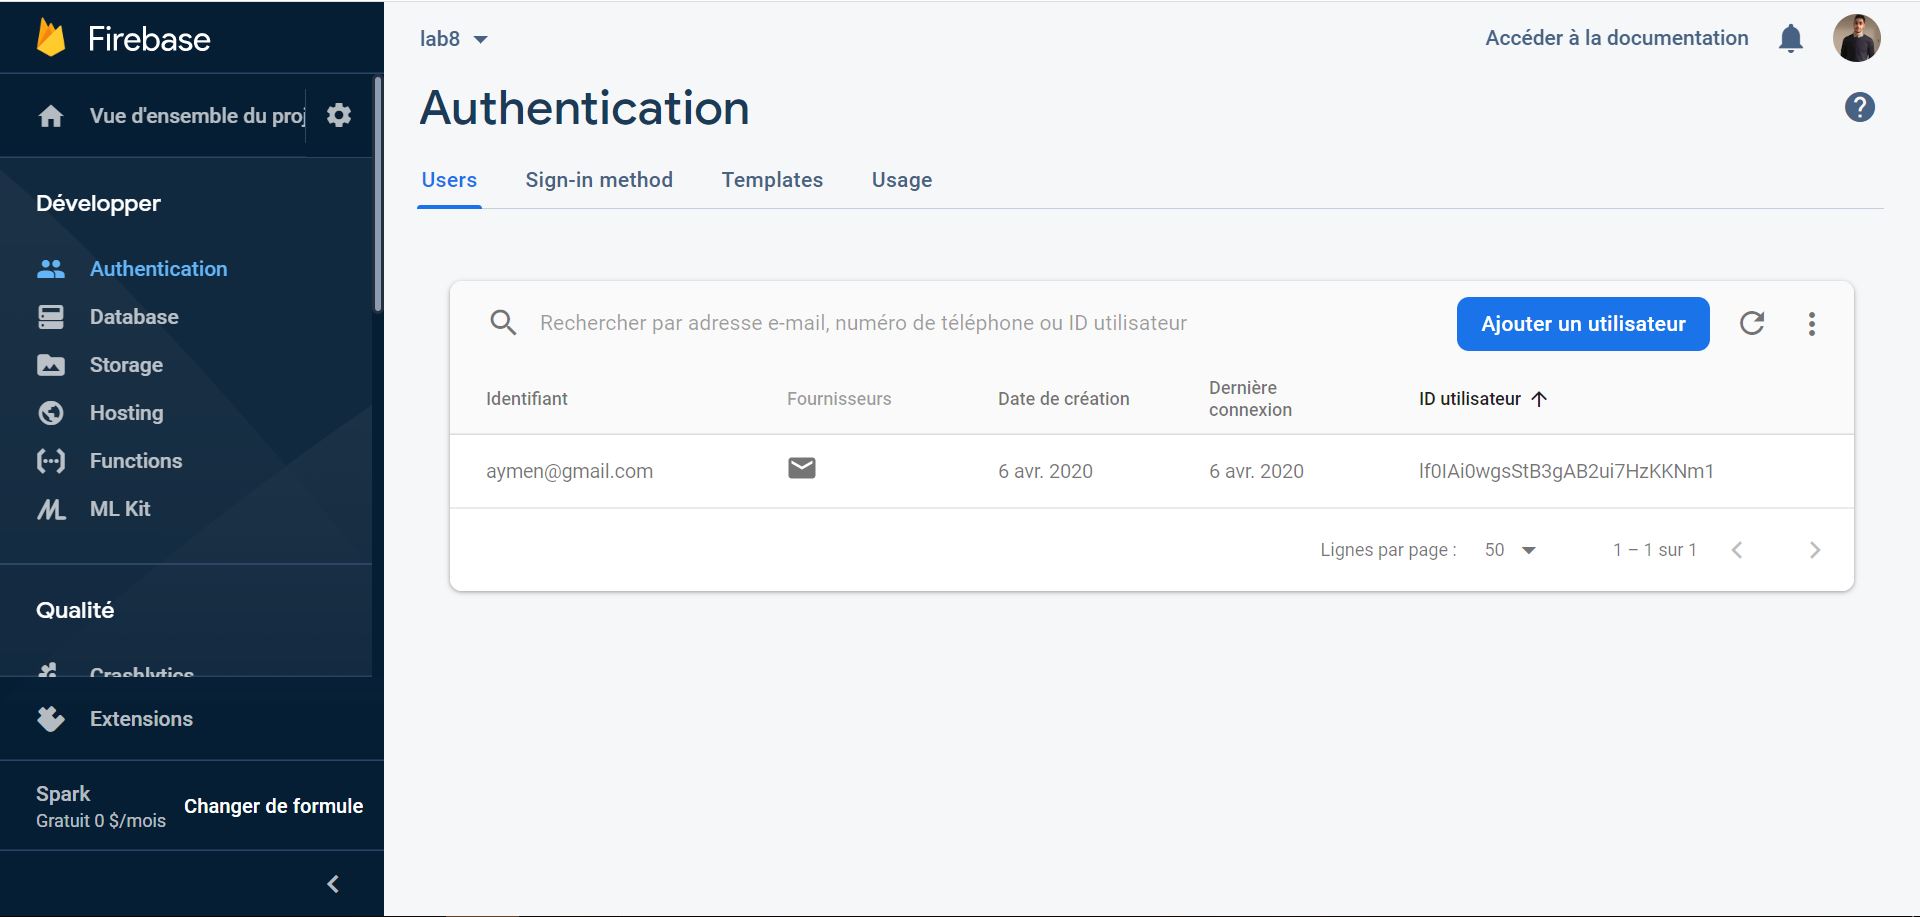 Firebase
Vue d'ensemble du proj
Développer
Authentication
Database
Storage
Hosting
Functions
ML Kit
Qualité
Crashlytics
Extensions
Spark
Gratuit 0 $/mois
Changer de formule
lab8
Accéder à la documentation
Authentication
Users Sign-in method Templates Usage
Rechercher par adresse e-mail, numéro de téléphone ou ID utilisateur
Ajouter un utilisateur
Identifiant Fournisseurs Date de création Dernière connexion ID utilisateur
aymen@gmail.com 6 avr. 2020 6 avr. 2020 lf0IAi0wgsStB3gAB2ui7HzKKNm1
Lignes par page : 50 1 – 1 sur 1